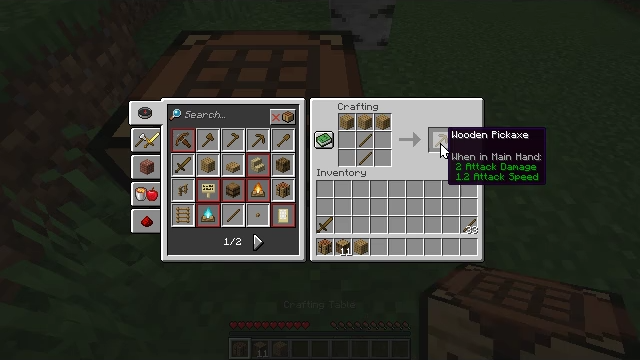 Search...
Crafting
Wooden Pickaxe
When in Main Hand:
2 Attack Damage
1.2 Attack Speed
Inventory
33
11
1/2
Crafting Table
11